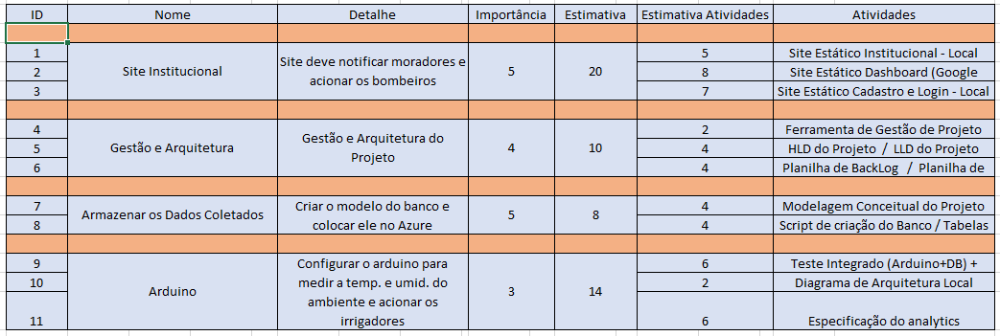 ID Nome Detalhe Importância Estimativa Estimativa Atividades Atividades
1 5 Site Estático Institucional - Local
Site Institucional
Site deve notificar moradores e
acionar os bombeiros
5 20
2 8 Site Estático Dashboard (Google
3 7 Site Estático Cadastro e Login - Local
4 2 Ferramenta de Gestão de Projeto
Gestão e Arquitetura
Gestão e Arquitetura do
Projeto
4 10
5 4 HLD do Projeto / LLD do Projeto
6 4 Planilha de BackLog / Planilha de
7 4 Modelagem Conceitual do Projeto
Armazenar os Dados Coletados
Criar o modelo do banco e
colocar ele no Azure
5 8
8 4 Script de criação do Banco / Tabelas
9 6 Teste Integrado (Arduino+DB) +
Arduino
Configurar o arduino para
medir a temp. e umid. do
ambiente e acionar os
irrigadores
3 14
10 2 Diagrama de Arquitetura Local
11 6 Especificação do analytics